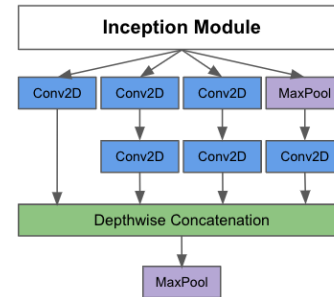 Inception Module
Conv2D Conv2D Conv2D MaxPool
Conv2D Conv2D Conv2D
Depthwise Concatenation
MaxPool